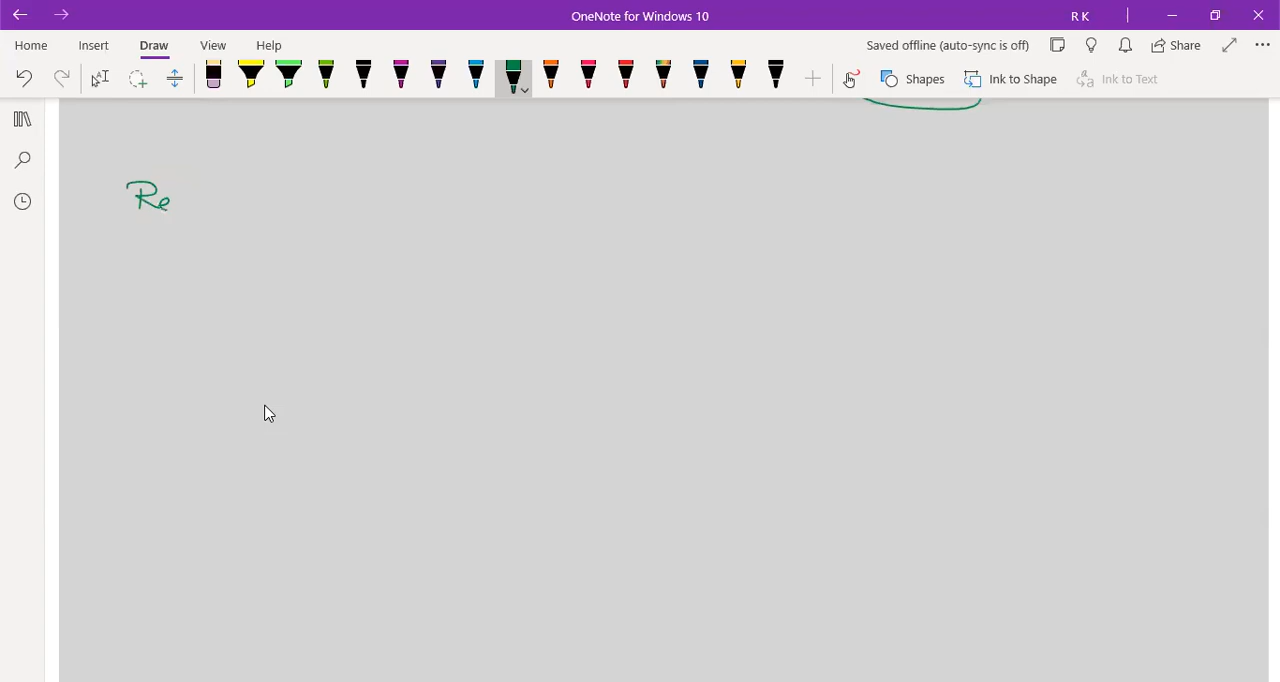 OneNote for Windows 10
R K
Home
Insert
Draw
View
Help
Saved offline (auto-sync is off)
Share
Shapes
Ink to Shape
Ink to Text
Re